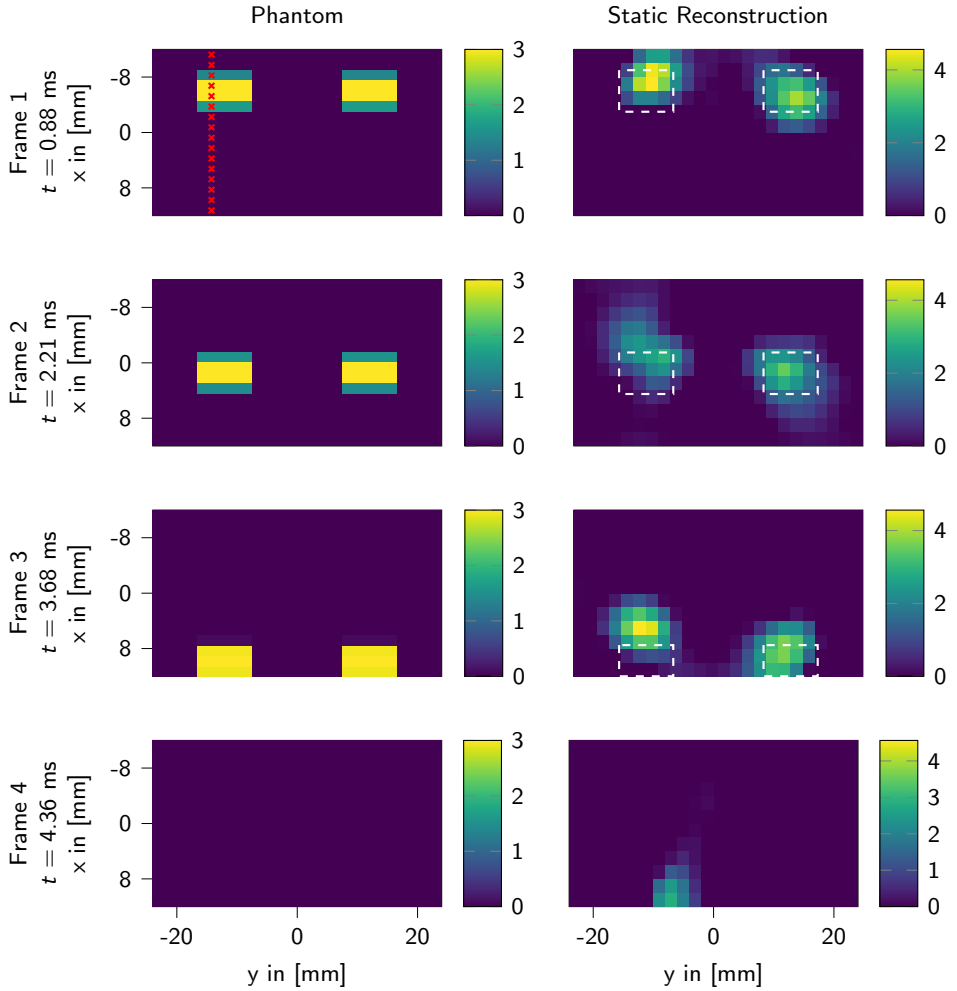 Phantom Static Reconstruction
Frame 1
t = 0.88 ms
x in [mm]
-8
0
8
3
2
1
0
4
2
0
Frame 2
t = 2.21 ms
x in [mm]
-8
0
8
3
2
1
0
4
2
0
Frame 3
t = 3.68 ms
x in [mm]
-8
0
8
3
2
1
0
4
2
0
Frame 4
t = 4.36 ms
x in [mm]
-8
0
8
3
2
1
0
4
3
2
1
0
-20 0 20 -20 0 20
y in [mm] y in [mm]